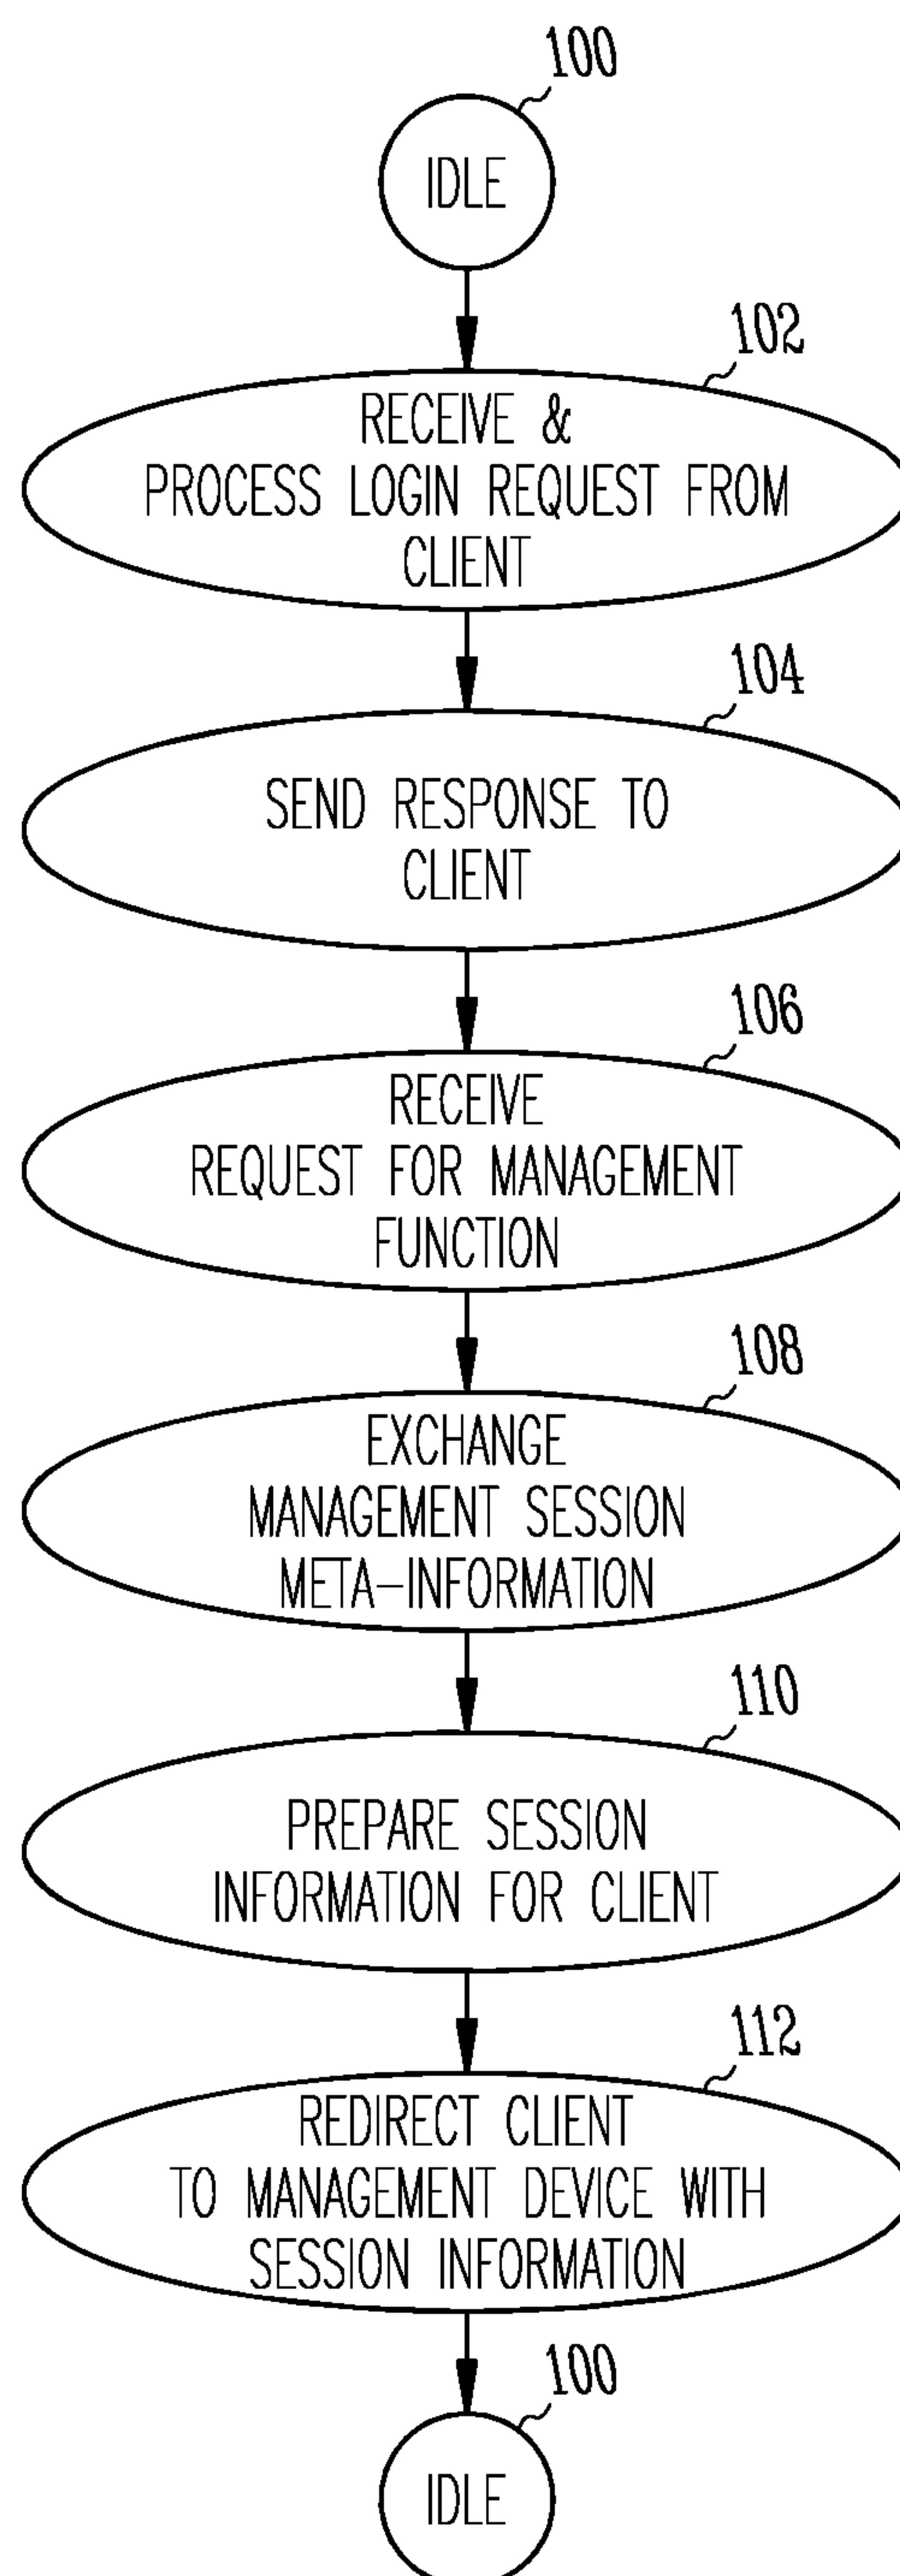 100
IDLE
102
RECEIVE &
PROCESS LOGIN REQUEST FROM
CLIENT
104
SEND RESPONSE TO
CLIENT
106
RECEIVE
REQUEST FOR MANAGEMENT
FUNCTION
108
EXCHANGE
MANAGEMENT SESSION
META-INFORMATION
110
PREPARE SESSION
INFORMATION FOR CLIENT
112
REDIRECT CLIENT
TO MANAGEMENT DEVICE WITH
SESSION INFORMATION
100
IDLE